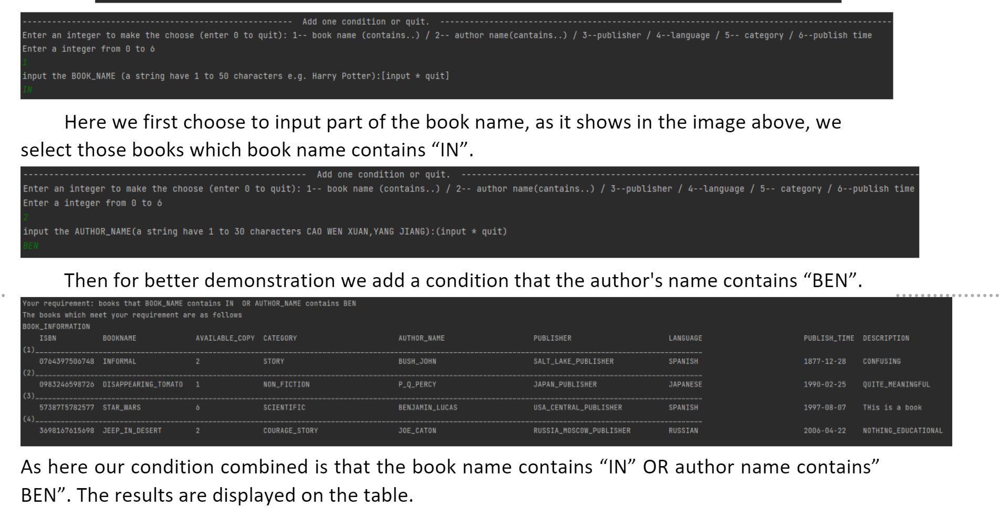 ---------------------------------------------------- Add one condition or quit. ----------------------------------------------------------------------------------------
Enter an integer to make the choose (enter 0 to quit): 1-- book name (contains..) / 2-- author name(cantains..) / 3--publisher / 4--language / 5-- category / 6--publish time
Enter a integer from 0 to 6
1
input the BOOK_NAME (a string have 1 to 50 characters e.g. Harry Potter):[input * quit]
IN
Here we first choose to input part of the book name, as it shows in the image above, we
select those books which book name contains “IN”.
---------------------------------------------------- Add one condition or quit. ----------------------------------------------------------------------------------------
Enter an integer to make the choose (enter 0 to quit): 1-- book name (contains..) / 2-- author name(cantains..) / 3--publisher / 4--language / 5-- category / 6--publish time
Enter a integer from 0 to 6
2
input the AUTHOR_NAME(a string have 1 to 30 characters CAO WEN XUAN,YANG JIANG):(input * quit)
BEN
Then for better demonstration we add a condition that the author's name contains “BEN”.
Your requirement: books that BOOK_NAME contains IN  OR AUTHOR_NAME contains BEN
The books which meet your requirement are as follows
BOOK_INFORMATION
ISBN BOOKNAME AVAILABLE_COPY CATEGORY AUTHOR_NAME PUBLISHER LANGUAGE PUBLISH_TIME DESCRIPTION
(1)
0764397506748 INFORMAL 2 STORY BUSH_JOHN SALT_LAKE_PUBLISHER SPANISH 1877-12-28 CONFUSING
(2)
0983246598726 DISAPPEARING_TOMATO 1 NON_FICTION P_Q_PERCY JAPAN_PUBLISHER JAPANESE 1990-02-25 QUITE_MEANINGFUL
(3)
57387T5782577 STAR_WARS 6 SCIENTIFIC BENJAMIN_LUCAS USA_CENTRAL_PUBLISHER SPANISH 1997-08-07 THis is a book
(4)
3698167615698 JEEP_IN_DESERT 2 COURAGE_STORY JOE_CATON RUSSIA_MOSCOW_PUBLISHER RUSSIAN 2006-04-22 NOTHING_EDUCATIONAL
As here our condition combined is that the book name contains “IN” OR author name contains”
BEN”. The results are displayed on the table.